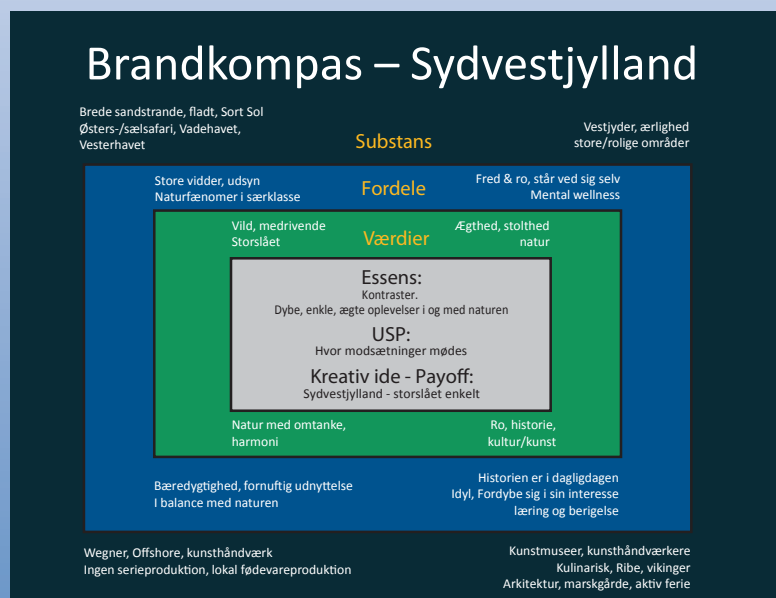 Brandkompas – Sydvestjylland
Brede sandstrande, fladt, Sort Sol
Østers-/sælsafari, Vadehavet,
Vesterhavet
Substans
Vestjyder, ærlighed
store/rolige områder
Store vidder, udsyn
Naturfænomer i særklasse
Fordele
Fred & ro, står ved sig selv
Mental wellness
Vild, medrivende
Storslået
Værdier
Ægthed, stolthed
natur
Essens:
Kontraster.
Dybe, enkle, ægte oplevelser i og med naturen
USP:
Hvor modsætninger mødes
Kreativ ide - Payoff:
Sydvestjylland - storslået enkelt
Natur med omtanke,
harmoni
Ro, historie,
kultur/kunst
Bæredygtighed, fornuftig udnyttelse
I balance med naturen
Historien er i dagligdagen
Idyl, Fordybe sig i sin interesse
læring og berigelse
Wegner, Offshore, kunsthåndværk
Ingen serieproduktion, lokal fødevareproduktion
Kunstmuseer, kunsthåndværkere
Kulinarisk, Ribe, vikinger
Arkitektur, marskgårde, aktiv ferie